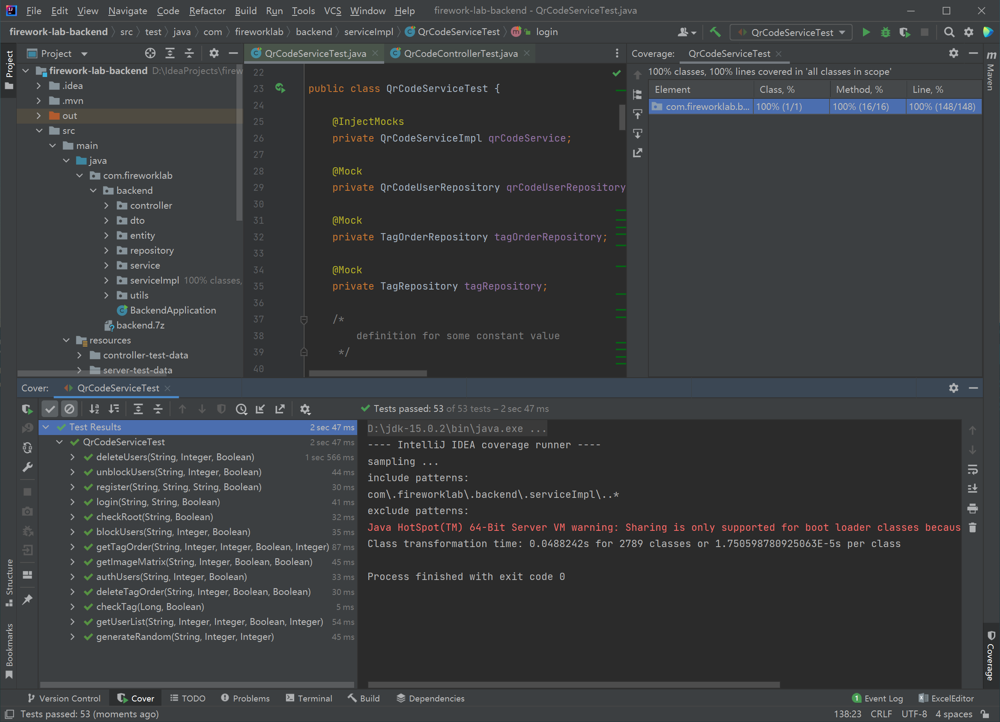 File Edit View Navigate Code Refactor Build Run Tools VCS Window Help firework-lab-backend - QrCodeServiceTest.java
firework-lab-backend src test java com fireworklab backend serviceImpl QrCodeServiceTest login QrCodeServiceTest
Project
QrCodeServiceTest.java QrCodeControllerTest.java
Coverage: QrCodeServiceTest
Project
firework-lab-backend D:\IdeaProjects\firew
.idea
.mvn
out
src
main
java
com.fireworklab
backend
controller
dto
entity
repository
service
serviceImpl 100% classes,
utils
BackendApplication
backend.7z
resources
controller-test-data
server-test-data
22
23 public class QrCodeServiceTest {
24
25 @InjectMocks
26 private QrCodeServiceImpl qrCodeService;
27
28 @Mock
29 private QrCodeUserRepository qrCodeUserRepository
30
31 @Mock
32 private TagOrderRepository tagOrderRepository;
33
34 @Mock
35 private TagRepository tagRepository;
36
37 /*
38 definition for some constant value
39 */
40
100% classes, 100% lines covered in 'all classes in scope'
Element Class, % Method, % Line, %
com.fireworklab.b... 100% (1/1) 100% (16/16) 100% (148/148)
Maven
Cover: QrCodeServiceTest
Tests passed: 53 of 53 tests – 2 sec 47 ms
Test Results 2 sec 47 ms
QrCodeServiceTest 2 sec 47 ms
deleteUsers(String, Integer, Boolean) 1 sec 566 ms
unblockUsers(String, Integer, Boolean) 44 ms
register(String, String, String, Boolean) 30 ms
login(String, String, Boolean) 41 ms
checkRoot(String, Boolean) 32 ms
blockUsers(String, Integer, Boolean) 35 ms
getTagOrder(String, Integer, Integer, Boolean, Integer) 87 ms
getImageMatrix(String, Integer, Boolean, Boolean) 45 ms
authUsers(String, Integer, Boolean) 33 ms
deleteTagOrder(String, Integer, Boolean, Boolean) 30 ms
checkTag(Long, Boolean) 5 ms
getUserList(String, Integer, Integer, Boolean, Integer) 54 ms
generateRandom(String, Integer, Integer) 45 ms
D:\jdk-15.0.2\bin\java.exe ...
---- IntelliJ IDEA coverage runner ----
sampling ...
include patterns:
com\.fireworklab\.backend\.serviceImpl\..*
exclude patterns:
Java HotSpot(TM) 64-Bit Server VM warning: Sharing is only supported for boot loader classes becaus
Class transformation time: 0.0488242s for 2789 classes or 1.750598780925063E-5s per class
Process finished with exit code 0
Structure
Bookmarks
Coverage
Version Control Cover TODO Problems Terminal Build Dependencies 1 Event Log ExcelEditor
Tests passed: 53 (moments ago) 138:23 CRLF UTF-8 4 spaces